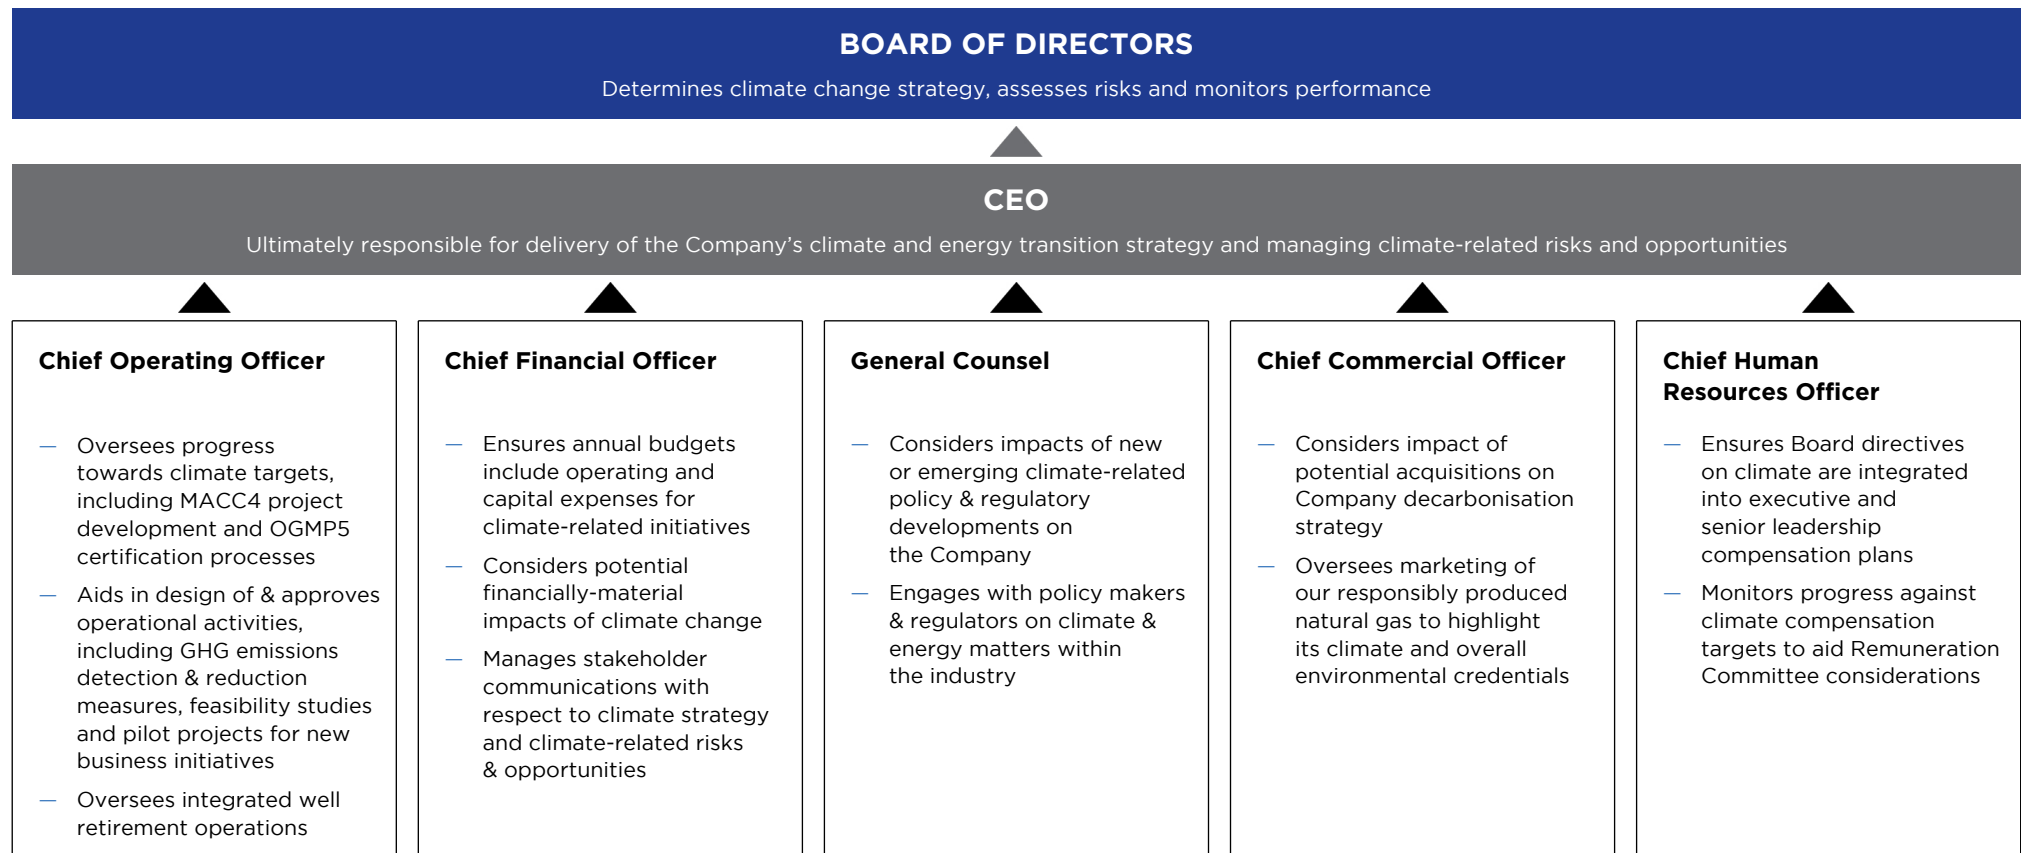 BOARD OF DIRECTORS
Determines climate change strategy, assesses risks and monitors performance
CEO
Ultimately responsible for delivery of the Company’s climate and energy transition strategy and managing climate-related risks and opportunities
Chief Operating Officer
— Oversees progress
towards climate targets,
including MACC4 project
development and OGMP5
certification processes
— Aids in design of & approves
operational activities,
including GHG emissions
detection & reduction
measures, feasibility studies
and pilot projects for new
business initiatives
— Oversees integrated well
retirement operations
Chief Financial Officer
— Ensures annual budgets
include operating and
capital expenses for
climate-related initiatives
— Considers potential
financially-material
impacts of climate change
— Manages stakeholder
communications with
respect to climate strategy
and climate-related risks
& opportunities
General Counsel
— Considers impacts of new
or emerging climate-related
policy & regulatory
developments on
the Company
— Engages with policy makers
& regulators on climate &
energy matters within
the industry
Chief Commercial Officer
— Considers impact of
potential acquisitions on
Company decarbonisation
strategy
— Oversees marketing of
our responsibly produced
natural gas to highlight
its climate and overall
environmental credentials
Chief Human
Resources Officer
— Ensures Board directives
on climate are integrated
into executive and
senior leadership
compensation plans
— Monitors progress against
climate compensation
targets to aid Remuneration
Committee considerations